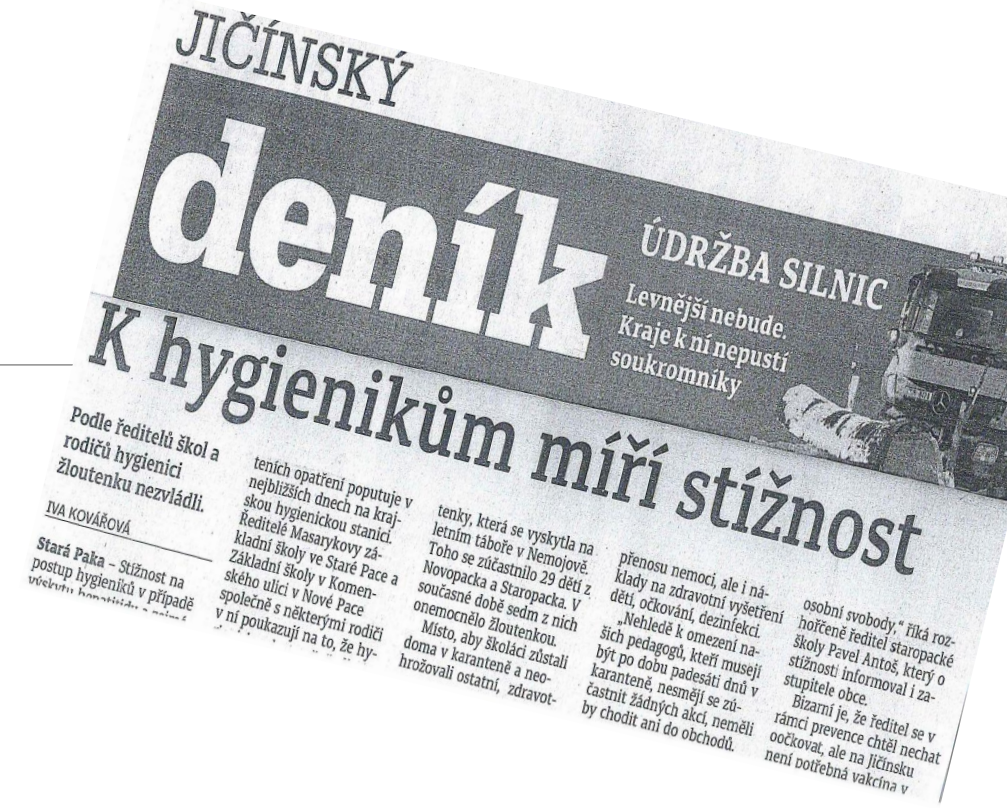 JIČÍNSKÝ
deník
ÚDRŽBA SILNIC
Levnější nebude.
Kraje k ní nepustí
soukromníky
K hygienikům míří stížnost
Podle ředitelů škol a
rodičů hygienici
žloutenku nezvládli.
IVA KOVÁŘOVÁ
Stará Paka – Stížnost na
postup hygieniků v případě
výskytu hepatitidy a
teních opatření poputuje v
nejbližších dnech na kraj-
skou hygienickou stanici.
Ředitelé Masarykovy zá-
kladní školy ve Staré Pace a
Základní školy v Komen-
ského ulici v Nové Pace
společně s některými rodiči
v ní poukazují na to, že hy-
tenky, která se vyskytla na
letním táboře v Nemojově.
Toho se zúčastnilo 29 dětí z
Novopacka a Staropacka. V
současné době sedm z nich
onemocnělo žloutenkou.
Místo, aby školáci zůstali
doma v karanteně a neo-
hrožovali ostatní, zdravot-
přenosu nemoci, ale i ná-
klady na zdravotní vyšetření
dětí, očkování, dezinfekci.
„Nehledě k omezení na-
šich pedagogů, kteří musejí
být po dobu padesáti dnů v
karanteně, nesmějí se zú-
častnit žádných akcí, neměli
by chodit ani do obchodů.
osobní svobody,“ říká roz-
hořčeně ředitel staropacké
školy Pavel Antoš, který o
stížnosti informoval i za-
stupitele obce.
Bizarní je, že ředitel se v
rámci prevence chtěl nechat
oočkovat, ale na Jičínsku
není potřebná vakcína v